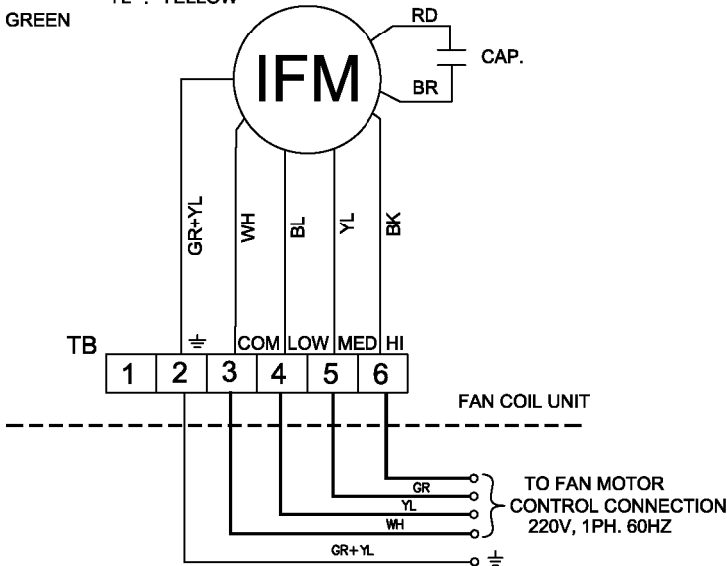 YL : YELLOW
GREEN
RD
IFM
CAP.
BR
GR+YL
WH
BL
YL
BK
TB
COM
LOW
MED
HI
1
2
3
4
5
6
FAN COIL UNIT
GR
YL
WH
GR+YL
TO FAN MOTOR
CONTROL CONNECTION
220V, 1PH. 60HZ